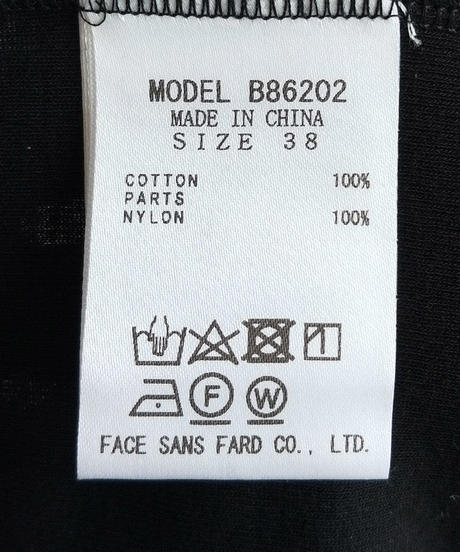 MODEL B86202
MADE IN CHINA
SIZE 38
COTTON 100%
PARTS
NYLON 100%
F W
FACE SANS FARD CO., LTD.